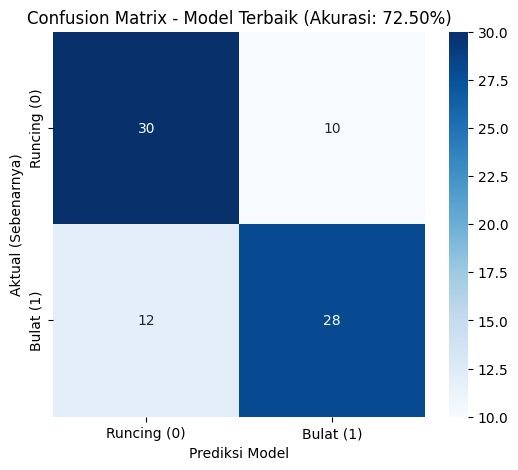 Confusion Matrix - Model Terbaik (Akurasi: 72.50%)
Aktual (Sebenarnya)
Runcing (0)
Bulat (1)
30 10
12 28
Runcing (0) Bulat (1)
Prediksi Model
30.0
27.5
25.0
22.5
20.0
17.5
15.0
12.5
10.0